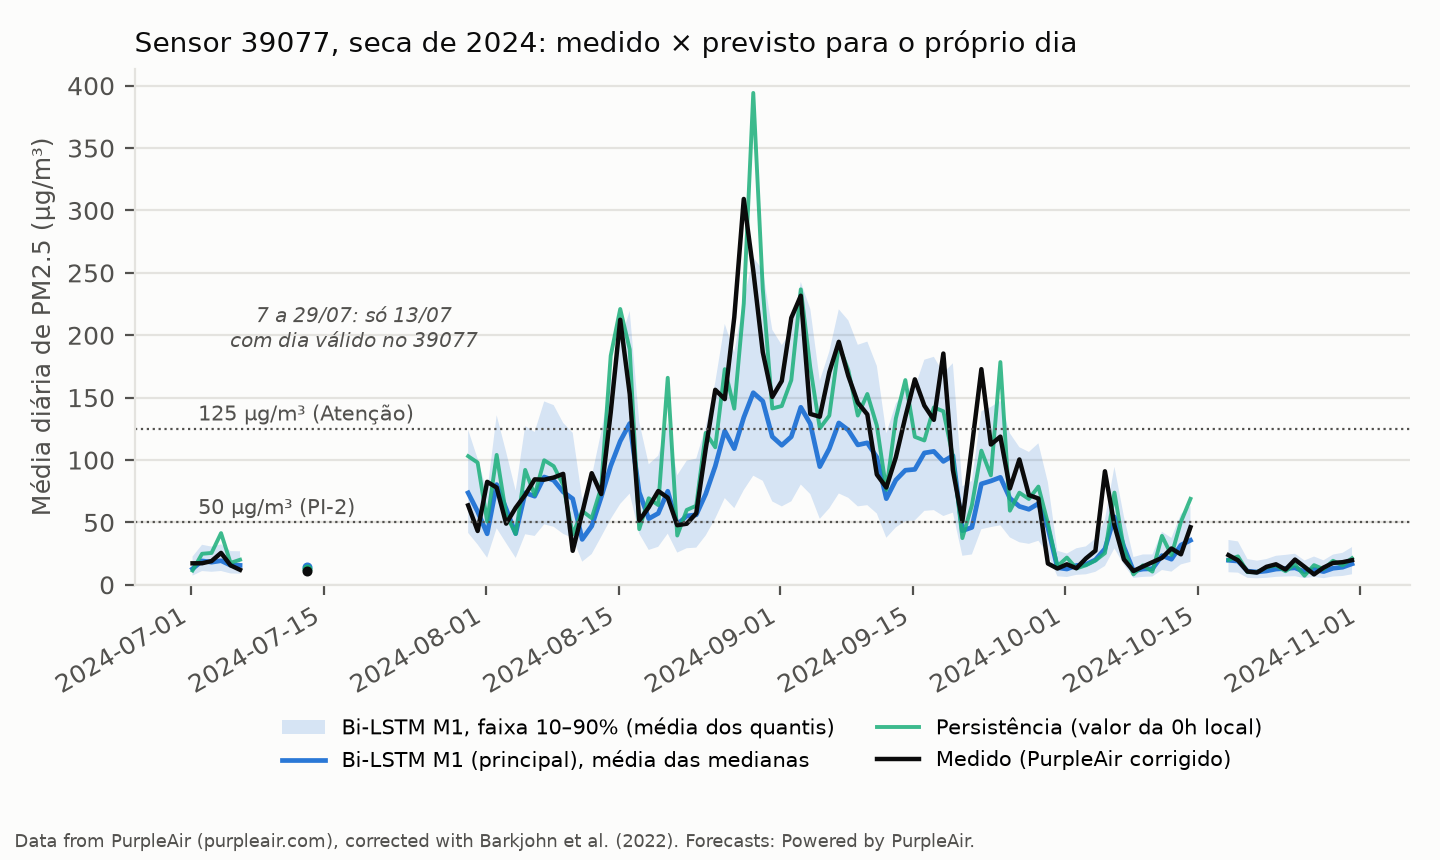 Sensor 39077, seca de 2024: medido × previsto para o próprio dia
Média diária de PM2.5 (µg/m³)
400
350
300
250
200
150
100
50
0
7 a 29/07: só 13/07
com dia válido no 39077
125 µg/m³ (Atenção)
50 µg/m³ (PI-2)
2024-07-01
2024-07-15
2024-08-01
2024-08-15
2024-09-01
2024-09-15
2024-10-01
2024-10-15
2024-11-01
Bi-LSTM M1, faixa 10–90% (média dos quantis)
Bi-LSTM M1 (principal), média das medianas
Persistência (valor da 0h local)
Medido (PurpleAir corrigido)
Data from PurpleAir (purpleair.com), corrected with Barkjohn et al. (2022). Forecasts: Powered by PurpleAir.